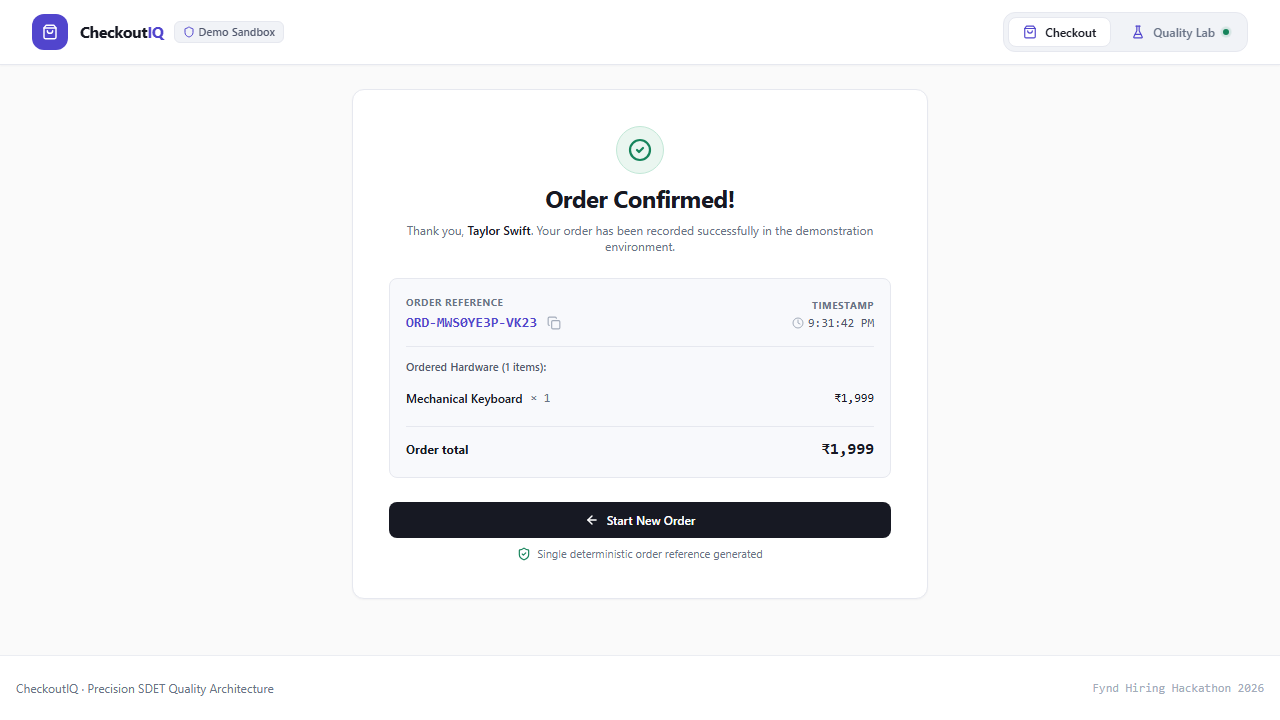 CheckoutIQ
Demo Sandbox
Checkout
Quality Lab
Order Confirmed!
Thank you, Taylor Swift. Your order has been recorded successfully in the demonstration
environment.
ORDER REFERENCE
TIMESTAMP
ORD-MWS0YE3P-VK23
9:31:42 PM
Ordered Hardware (1 items):
Mechanical Keyboard × 1
₹1,999
Order total
₹1,999
Start New Order
Single deterministic order reference generated
CheckoutIQ · Precision SDET Quality Architecture
Fynd Hiring Hackathon 2026